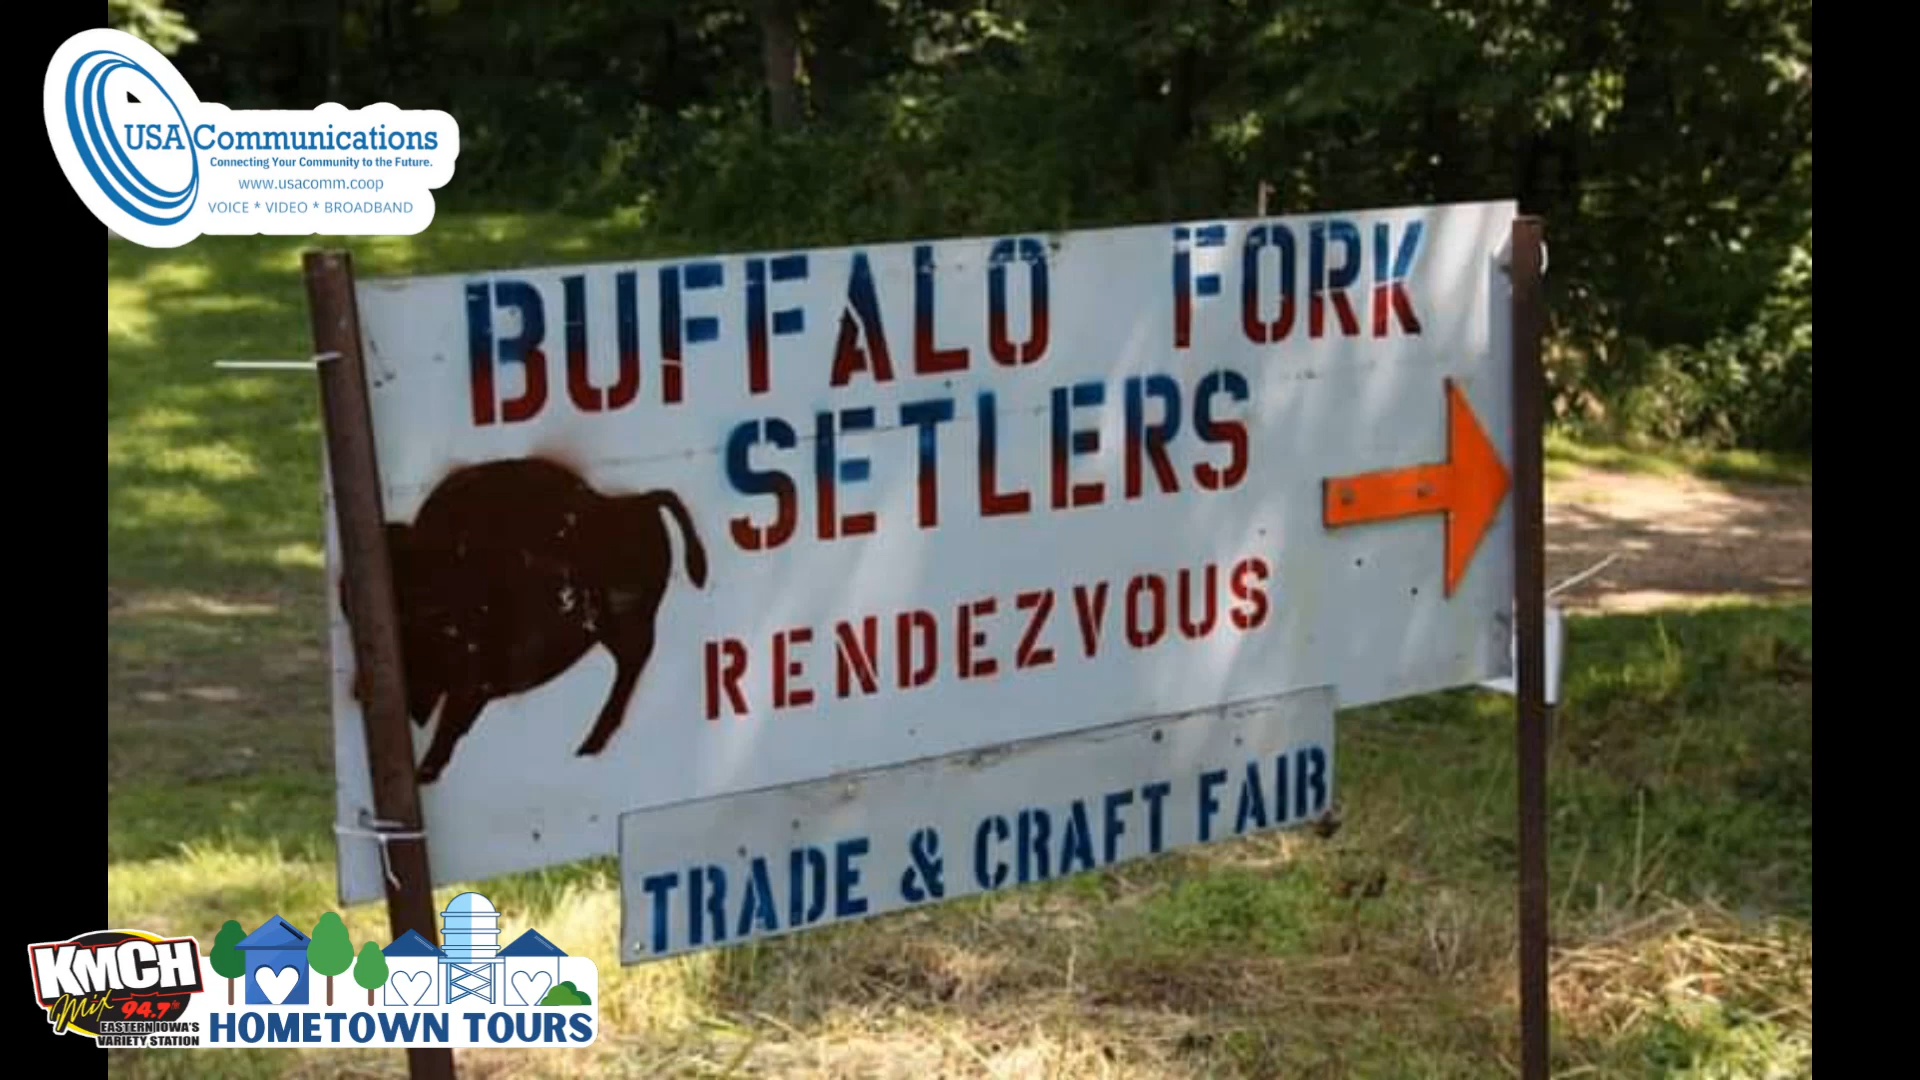 USA Communications
Connecting Your Community to the Future.
www.usacomm.coop
VOICE * VIDEO * BROADBAND
BUFFALO FORK
SETLERS
RENDEZVOUS
TRADE & CRAFT FAIR
KMCH
Mix 94.7 FM
EASTERN IOWA'S
VARIETY STATION
HOMETOWN TOURS